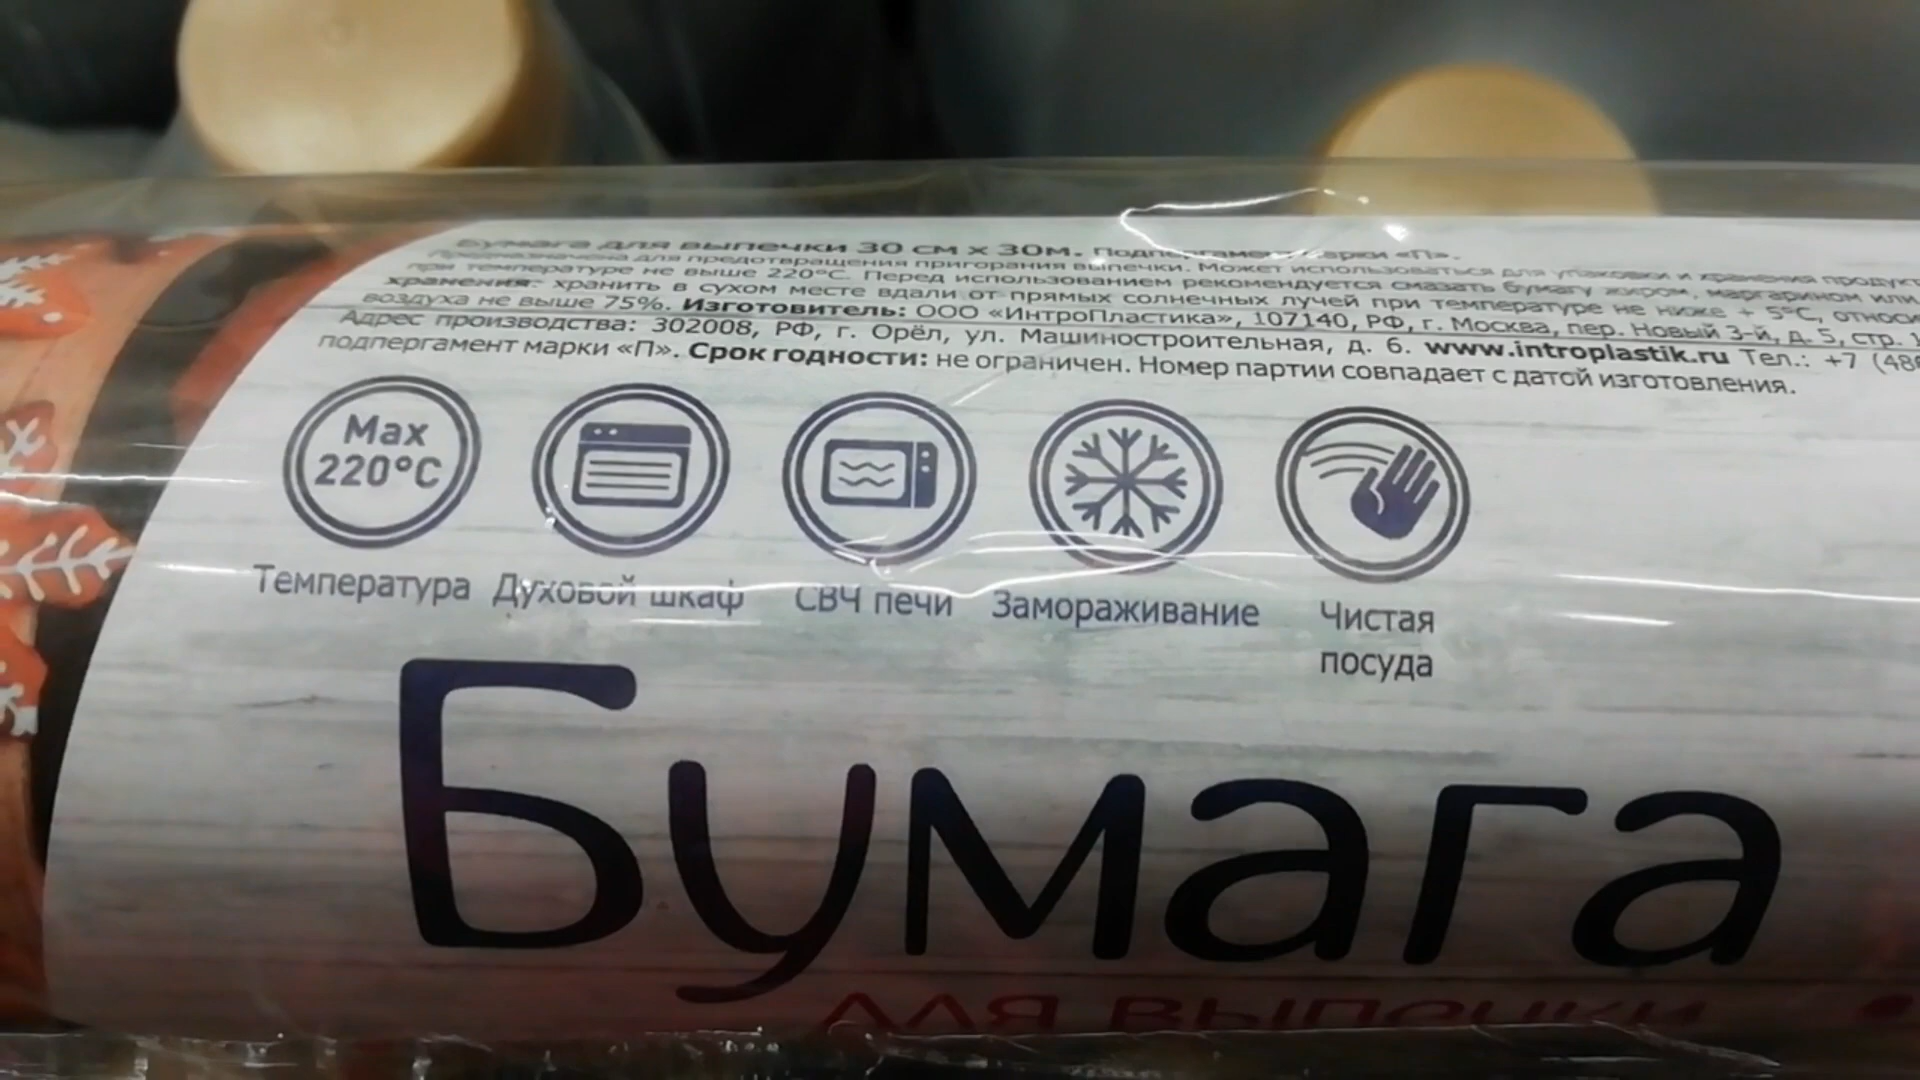 Бумага для выпечки 30 см х 30м. Подпергамент марки «П».
Предназначена для предотвращения пригорания выпечки. Может использоваться для упаковки и хранения
при температуре не выше 220°С. Перед использованием рекомендуется смазать бумагу жиром, маргарином или
хранения: хранить в сухом месте вдали от прямых солнечных лучей при температуре не ниже + 5°С,
воздуха не выше 75%. Изготовитель: ООО «ИнтроПластика», 107140, РФ, г. Москва, пер. Новый 3-й, д. 5, стр.
Адрес производства: 302008, РФ, г. Орёл, ул. Машиностроительная, д. 6. www.introplastik.ru Тел.: +7
подпергамент марки «П». Срок годности: не ограничен. Номер партии совпадает с датой изготовления.
Max
220°C
Температура Духовой шкаф СВЧ печи Замораживание Чистая
посуда
Бумага
для выпечки